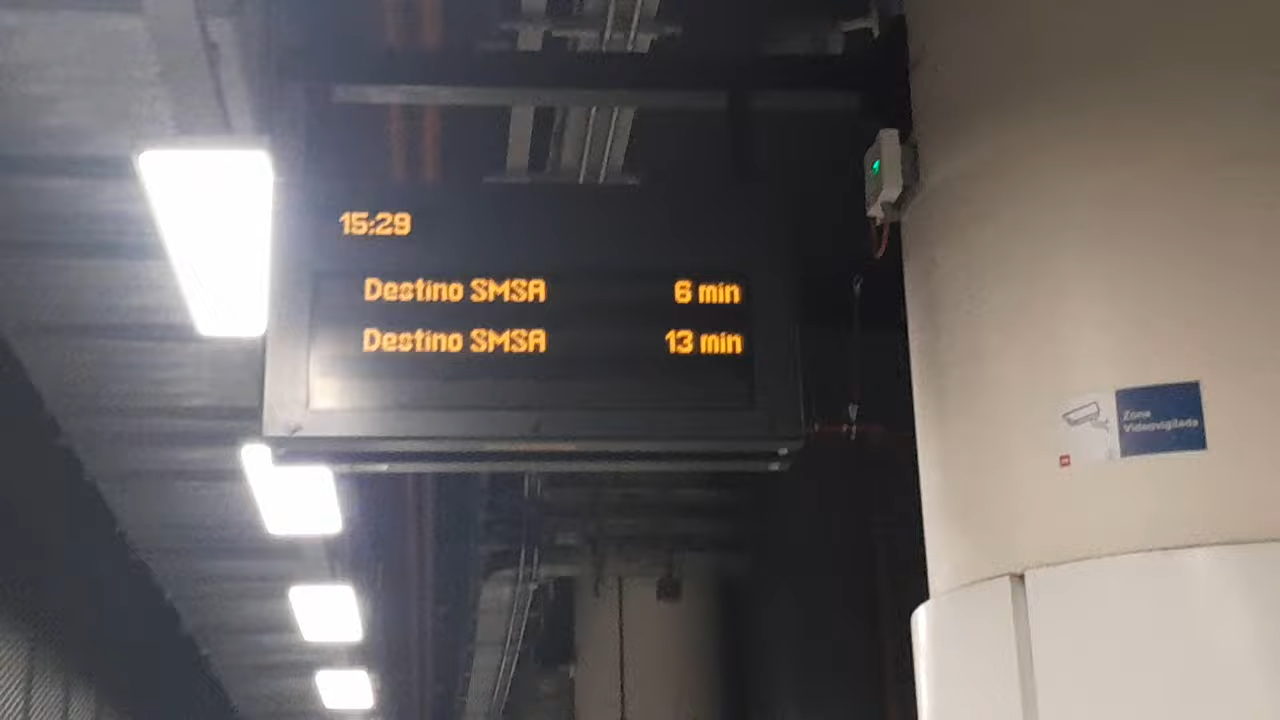 15:29
Destino SMSA 6 min
Destino SMSA 13 min
Zona
Videovigilada